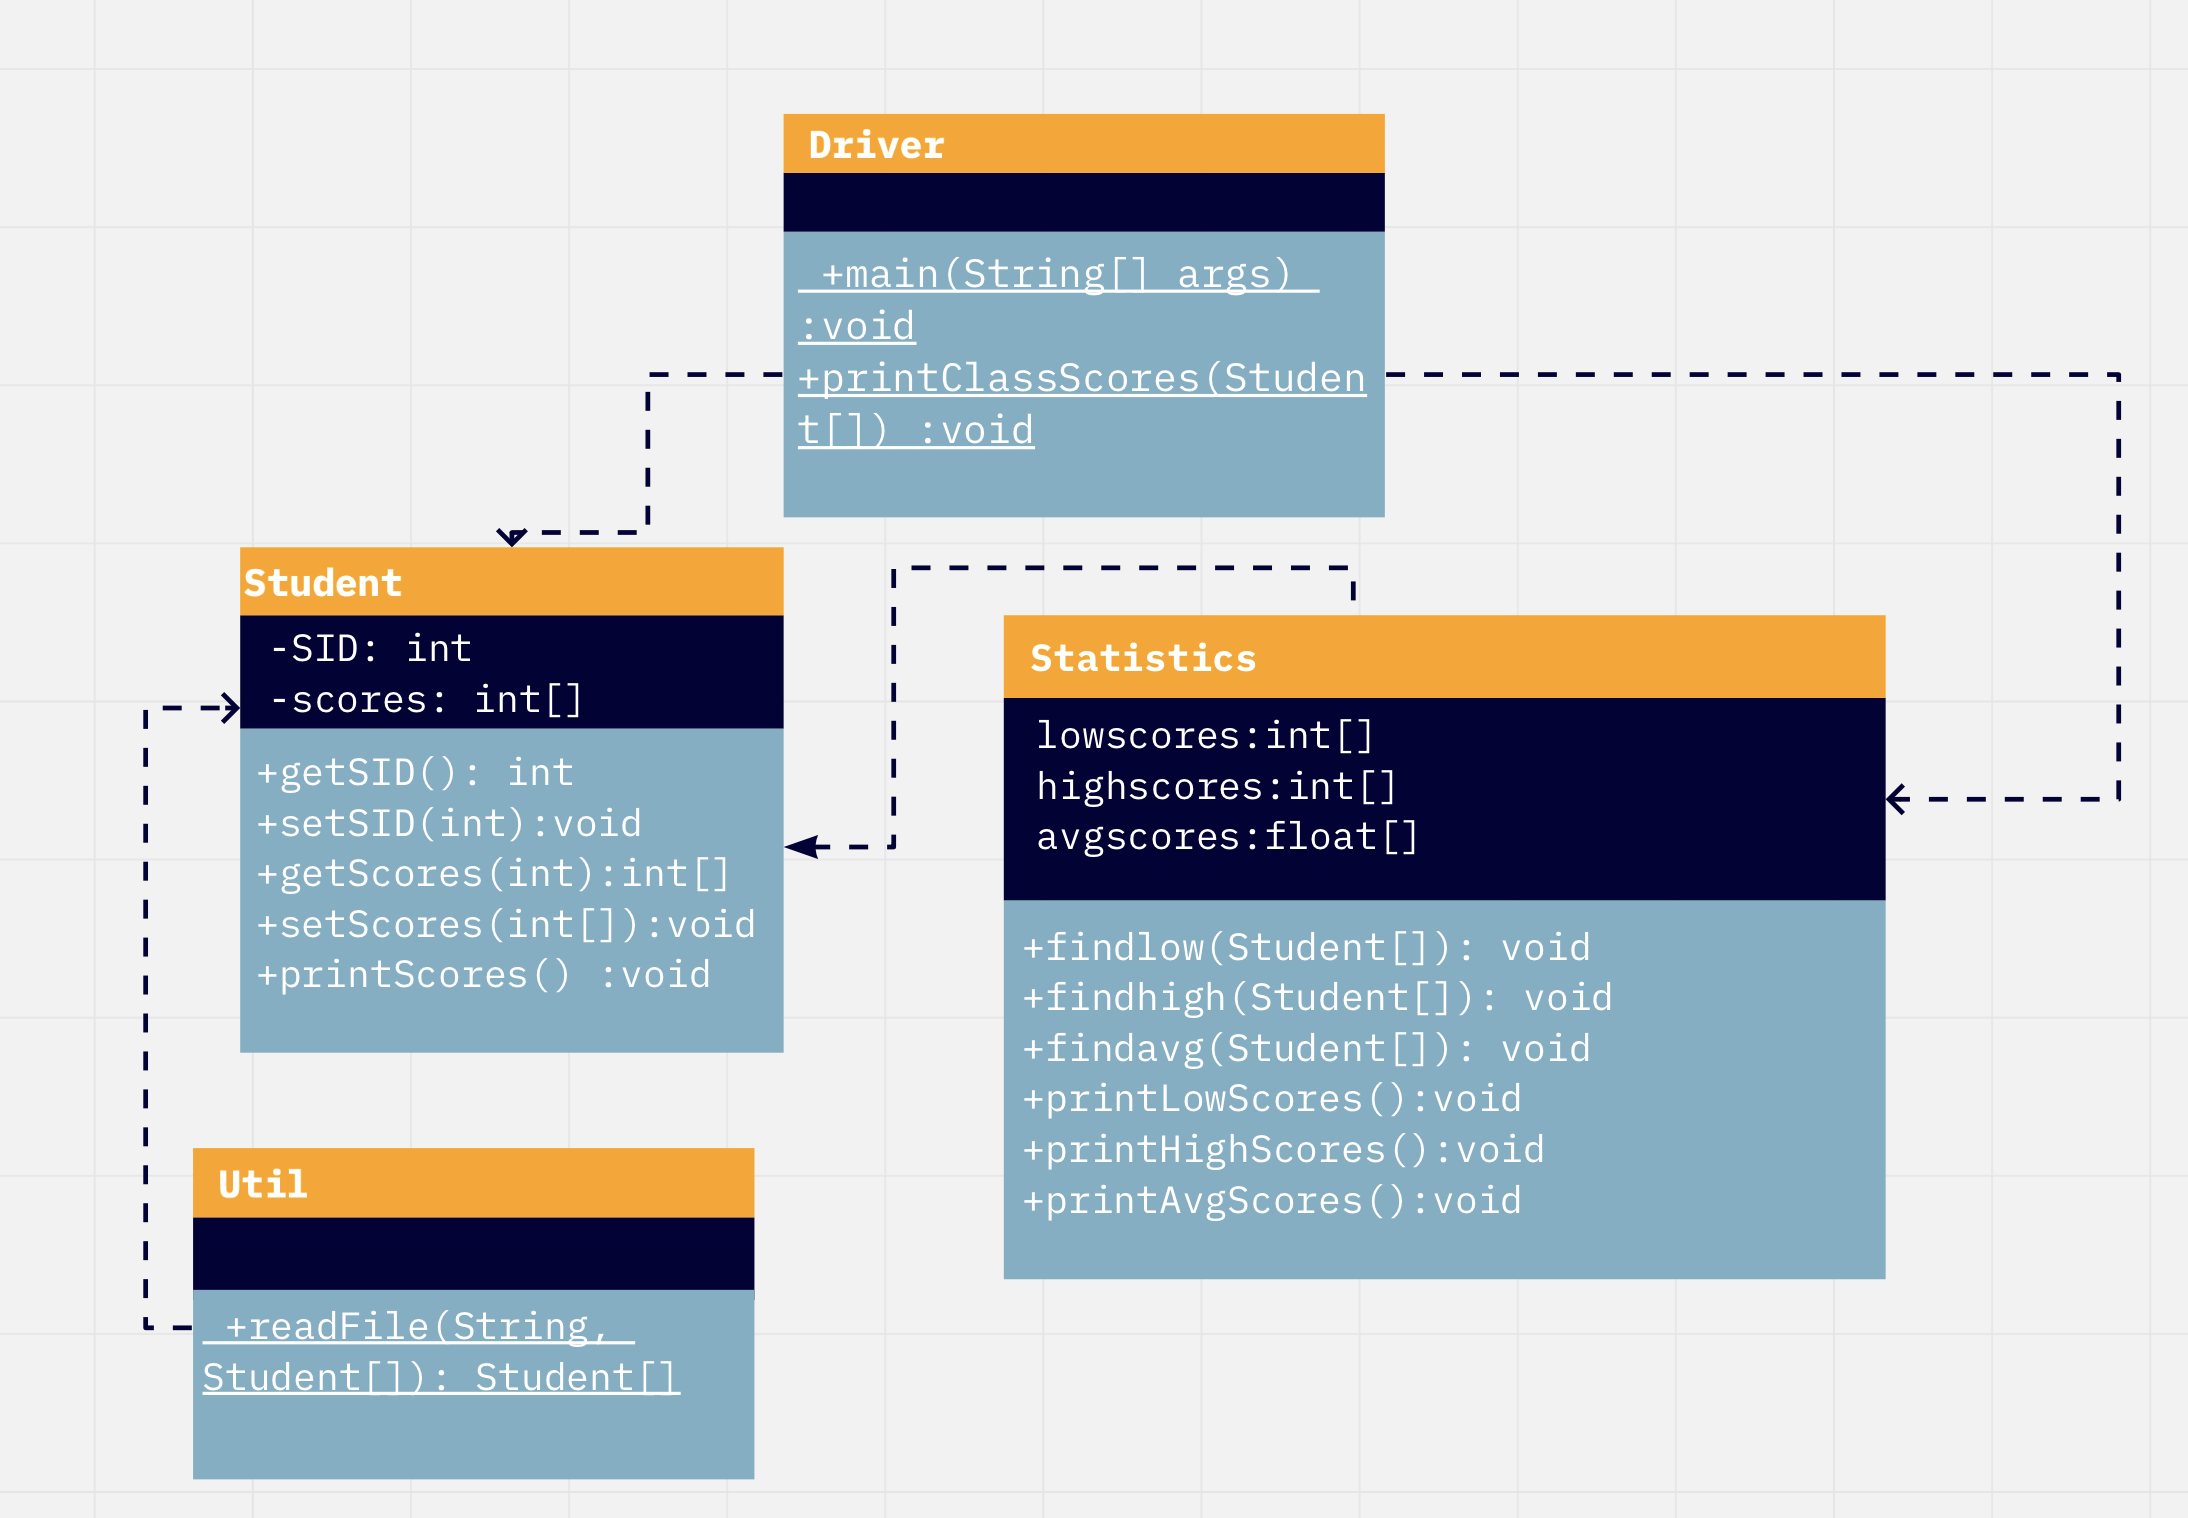 Driver
+main(String[] args)
:void
+printClassScores(Studen
t[]) :void
Student
-SID: int
-scores: int[]
+getSID(): int
+setSID(int):void
+getScores(int):int[]
+setScores(int[]):void
+printScores() :void
Statistics
lowscores:int[]
highscores:int[]
avgscores:float[]
+findlow(Student[]): void
+findhigh(Student[]): void
+findavg(Student[]): void
+printLowScores():void
+printHighScores():void
+printAvgScores():void
Util
+readFile(String,
Student[]): Student[]